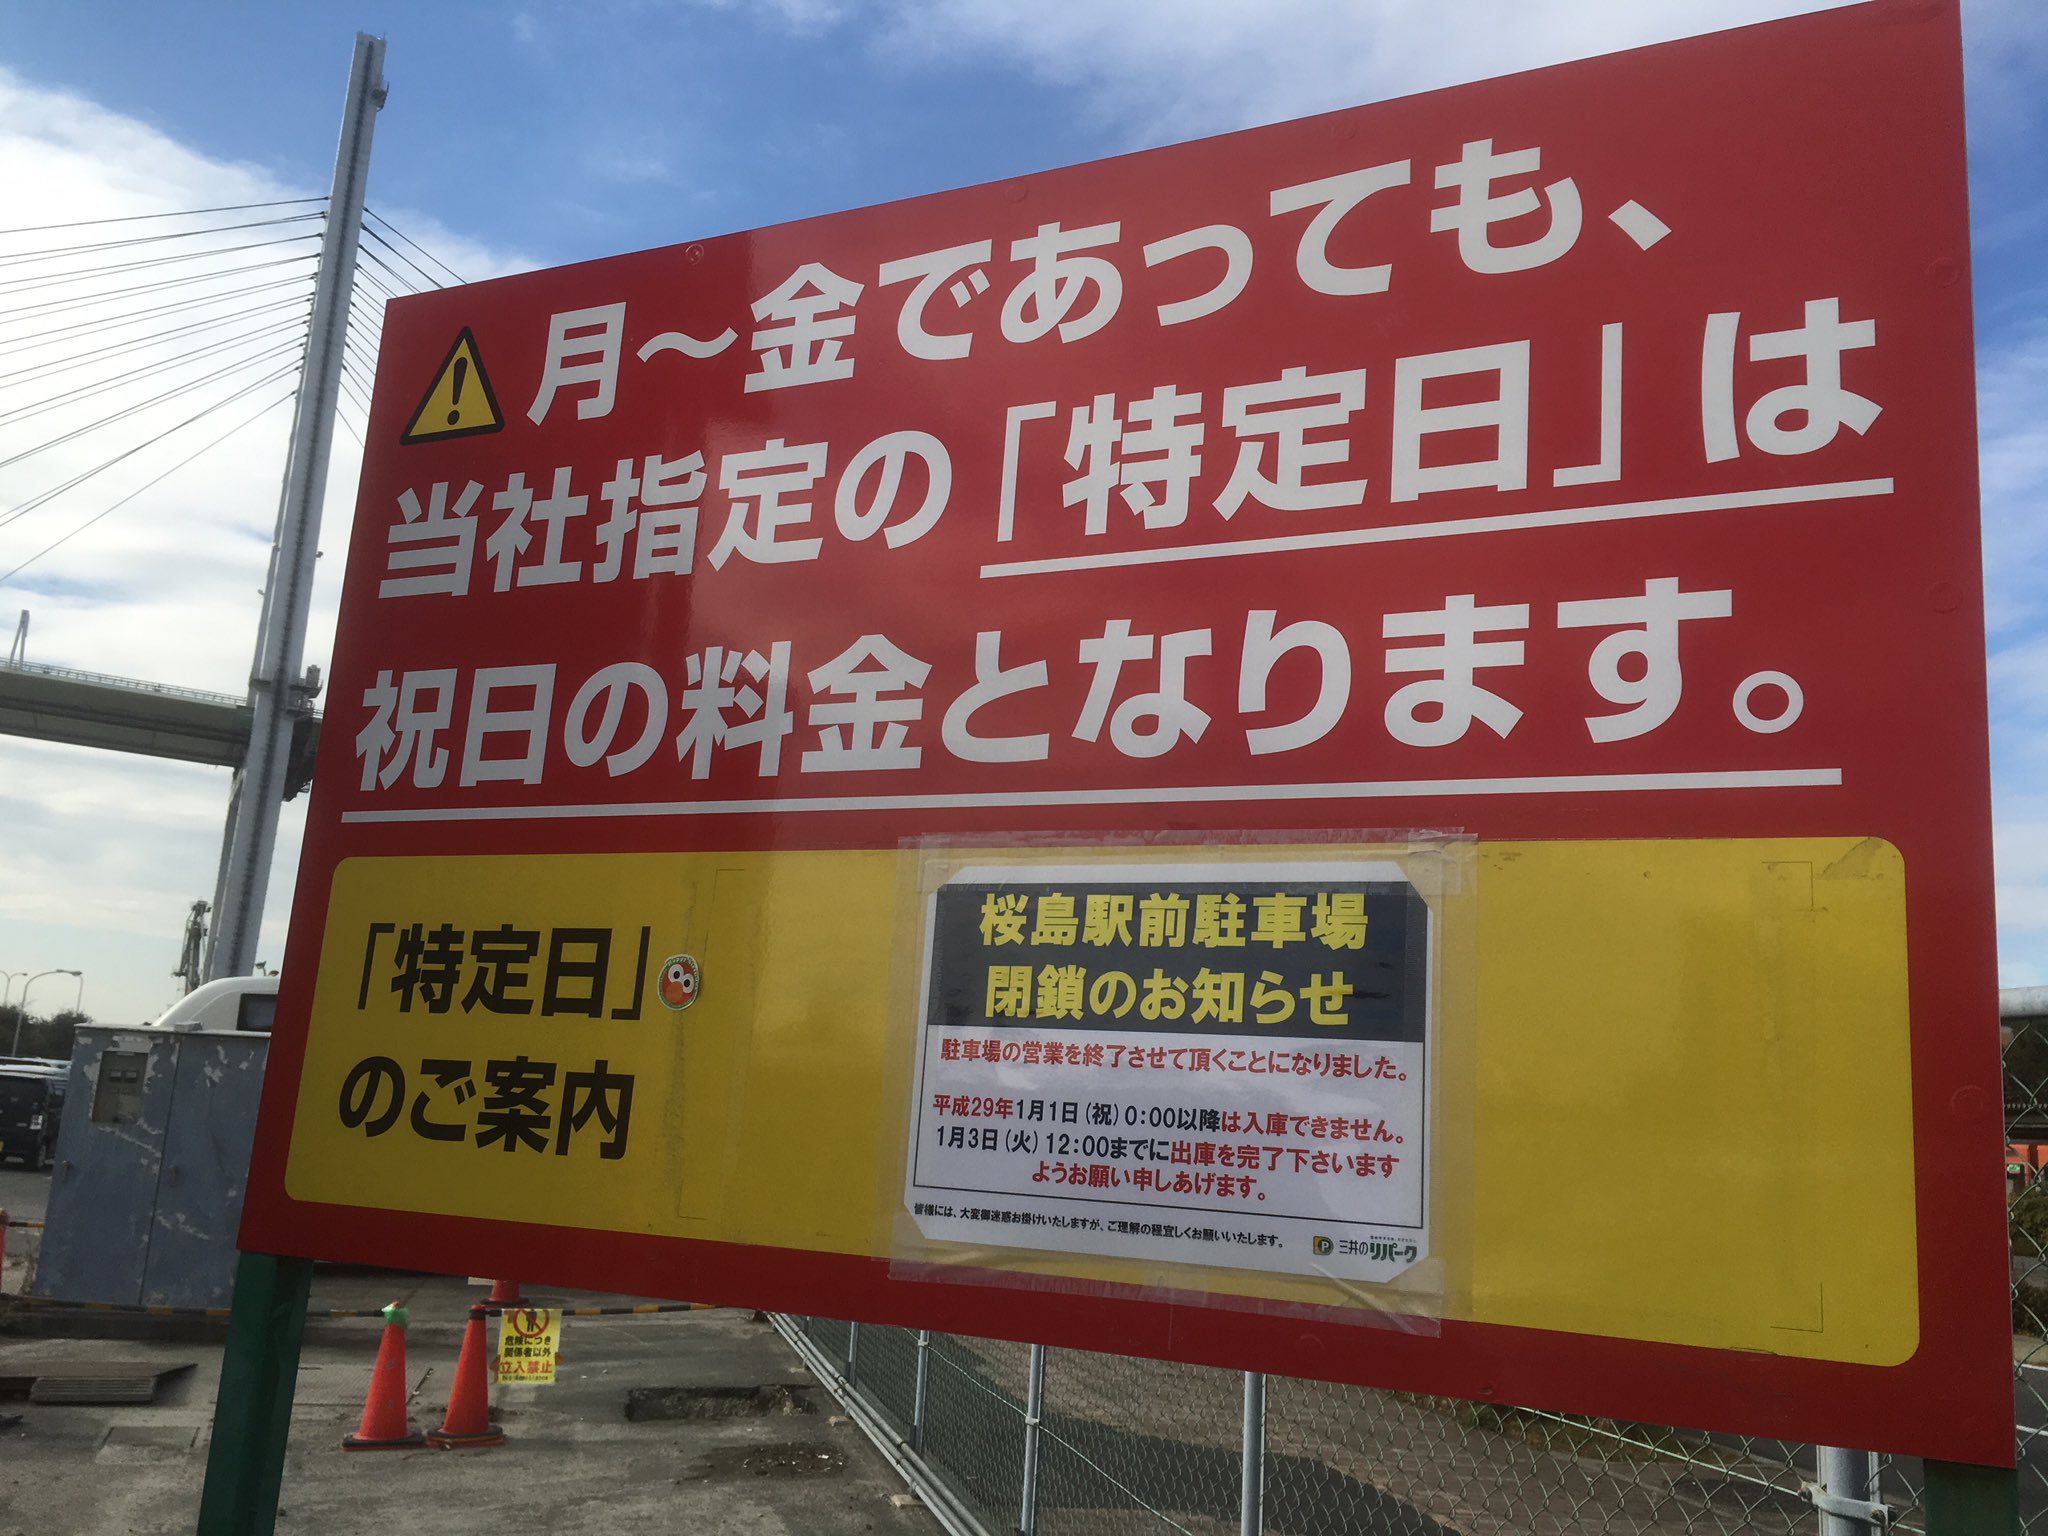 月～金であっても、
当社指定の「特定日」は
祝日の料金となります。
「特定日」
のご案内
桜島駅前駐車場
閉鎖のお知らせ
駐車場の営業を終了させて頂くことになりました。
平成29年1月1日(祝)0:00以降は入庫できません。
1月3日(火)12:00までに出庫を完了下さいます
ようお願い申しあげます。
皆様には、大変御迷惑お掛けいたしますが、ご理解の程宜しくお願いいたします。
P 三井のリパーク
危険につき
関係者以外
立入禁止